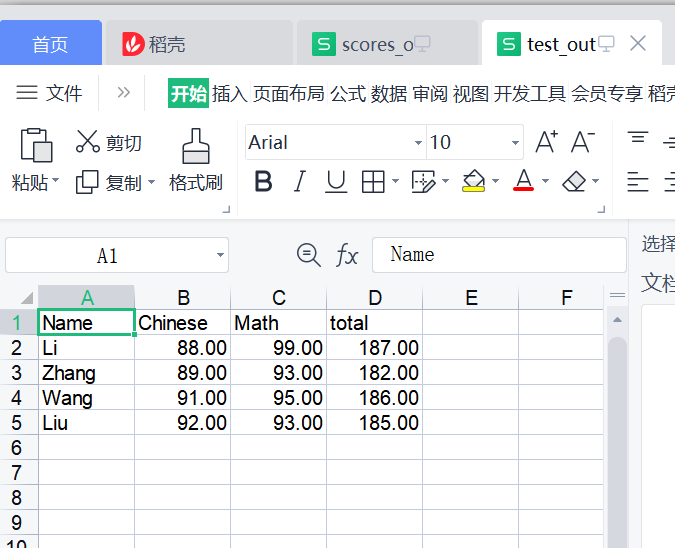 首页 稻壳 scores_o test_out
文件 开始 插入 页面布局 公式 数据 审阅 视图 开发工具 会员专享 稻壳
剪切 Arial 10
粘贴 复制 格式刷 B I U A
A1 fx Name 选择
文档
A B C D E F
1 Name Chinese Math total
2 Li 88.00 99.00 187.00
3 Zhang 89.00 93.00 182.00
4 Wang 91.00 95.00 186.00
5 Liu 92.00 93.00 185.00
6
7
8
9
10